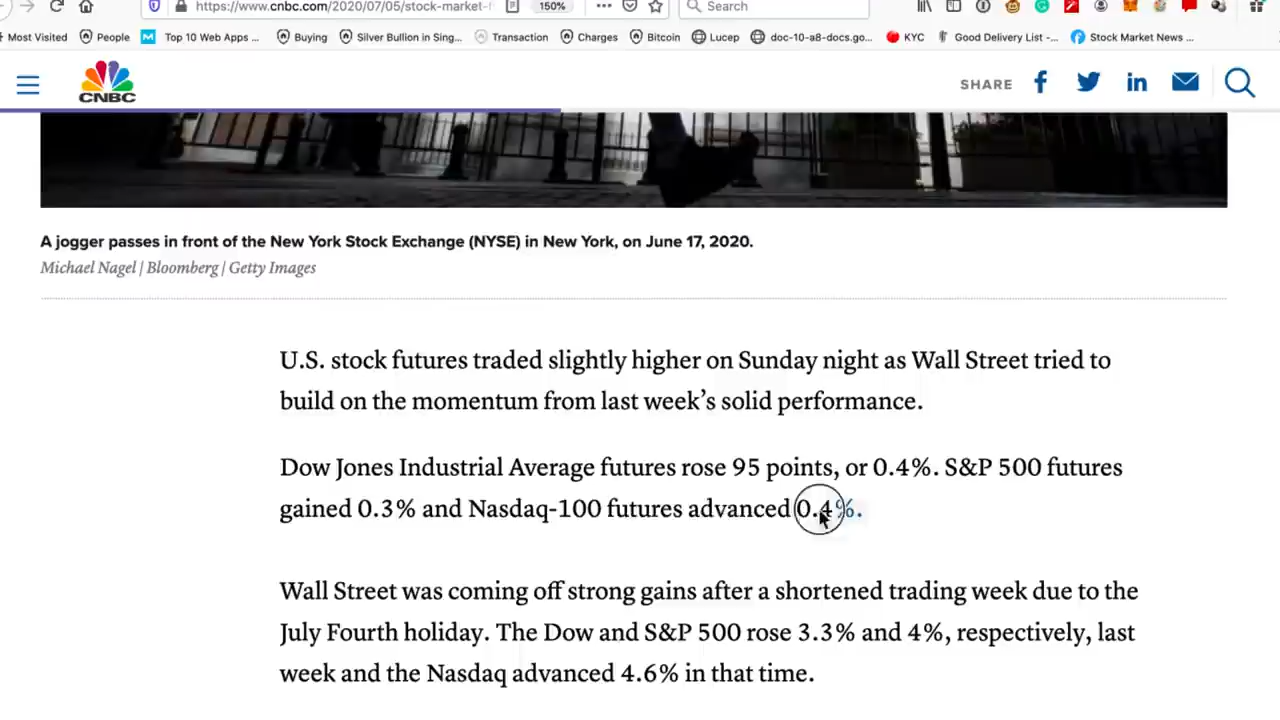 https://www.cnbc.com/2020/07/05/stock-market-f
150%
Search
Most Visited
People
Top 10 Web Apps ...
Buying
Silver Bullion in Sing...
Transaction
Charges
Bitcoin
Lucep
doc-10-a8-docs.go...
KYC
Good Delivery List -...
Stock Market News ...
CNBC
SHARE
A jogger passes in front of the New York Stock Exchange (NYSE) in New York, on June 17, 2020.
Michael Nagel | Bloomberg | Getty Images
U.S. stock futures traded slightly higher on Sunday night as Wall Street tried to
build on the momentum from last week’s solid performance.
Dow Jones Industrial Average futures rose 95 points, or 0.4%. S&P 500 futures
gained 0.3% and Nasdaq-100 futures advanced 0.4%.
Wall Street was coming off strong gains after a shortened trading week due to the
July Fourth holiday. The Dow and S&P 500 rose 3.3% and 4%, respectively, last
week and the Nasdaq advanced 4.6% in that time.